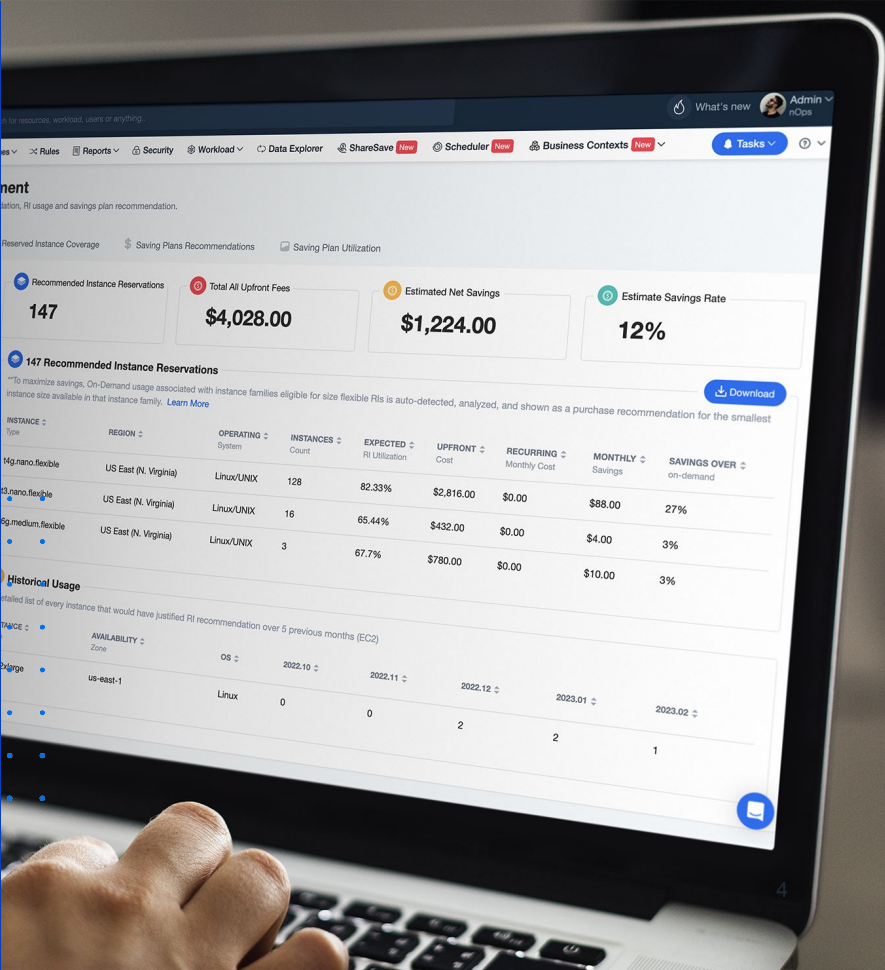 h for resources, workload, users or anything..
What's new
Admin
nOps
es Rules Reports Security Workload Data Explorer ShareSave New Scheduler New Business Contexts New Tasks
ment
dation, RI usage and savings plan recommendation.
Reserved Instance Coverage Saving Plans Recommendations Saving Plan Utilization
Recommended Instance Reservations
147
Total All Upfront Fees
$4,028.00
Estimated Net Savings
$1,224.00
Estimate Savings Rate
12%
147 Recommended Instance Reservations
Download
**To maximize savings, On-Demand usage associated with instance families eligible for size flexible RIs is auto-detected, analyzed, and shown as a purchase recommendation for the smallest
instance size available in that instance family. Learn More
INSTANCE REGION OPERATING INSTANCES EXPECTED UPFRONT RECURRING MONTHLY SAVINGS OVER
Type System Count RI Utilization Cost Monthly Cost Savings on-demand
t4g.nano.flexible US East (N. Virginia) Linux/UNIX 128 82.33% $2,816.00 $0.00 $88.00 27%
t3.nano.flexible US East (N. Virginia) Linux/UNIX 16 65.44% $432.00 $0.00 $4.00 3%
6g.medium.flexible US East (N. Virginia) Linux/UNIX 3 67.7% $780.00 $0.00 $10.00 3%
Historical Usage
etailed list of every instance that would have justified RI recommendation over 5 previous months (EC2)
TANCE AVAILABILITY OS 2022.10 2022.11 2022.12 2023.01 2023.02
Zone
2xlarge us-east-1 Linux 0 0 2 2 1
4